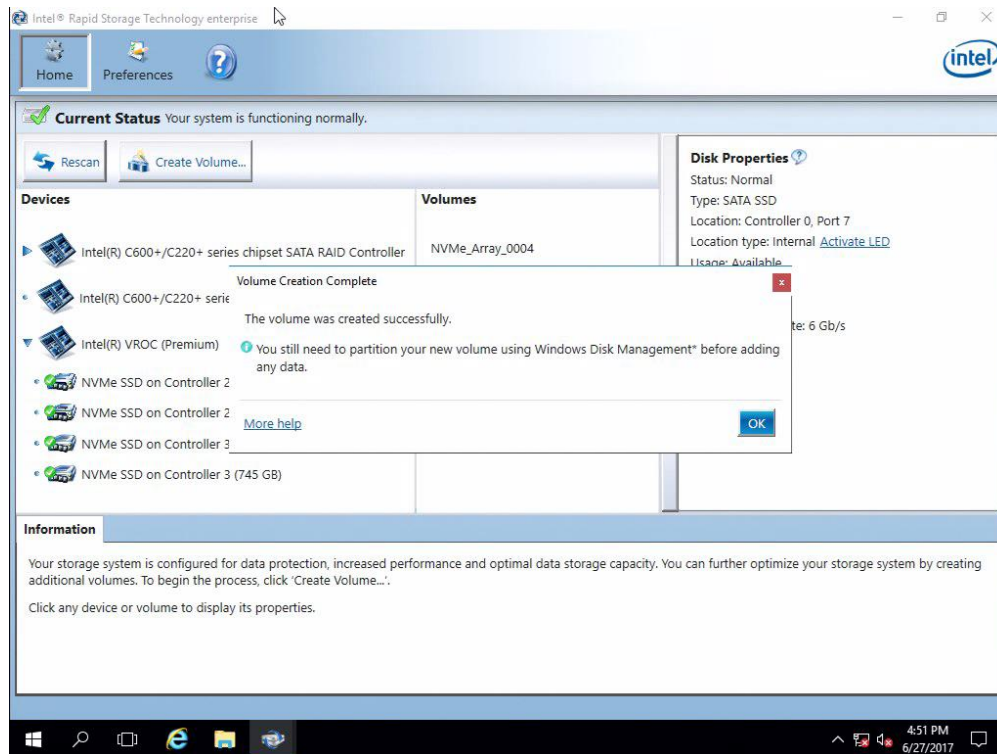 Intel® Rapid Storage Technology enterprise
Home
Preferences
intel
Current Status Your system is functioning normally.
Rescan
Create Volume...
Devices
Volumes
Intel(R) C600+/C220+ series chipset SATA RAID Controller
NVMe_Array_0004
Intel(R) C600+/C220+ serie
Intel(R) VROC (Premium)
NVMe SSD on Controller 2
NVMe SSD on Controller 2
NVMe SSD on Controller 3
NVMe SSD on Controller 3 (745 GB)
Volume Creation Complete
x
The volume was created successfully.
You still need to partition your new volume using Windows Disk Management* before adding
any data.
More help
OK
Disk Properties ?
Status: Normal
Type: SATA SSD
Location: Controller 0, Port 7
Location type: Internal Activate LED
Usage: Available
te: 6 Gb/s
Information
Your storage system is configured for data protection, increased performance and optimal data storage capacity. You can further optimize your storage system by creating
additional volumes. To begin the process, click 'Create Volume...'.
Click any device or volume to display its properties.
4:51 PM
6/27/2017